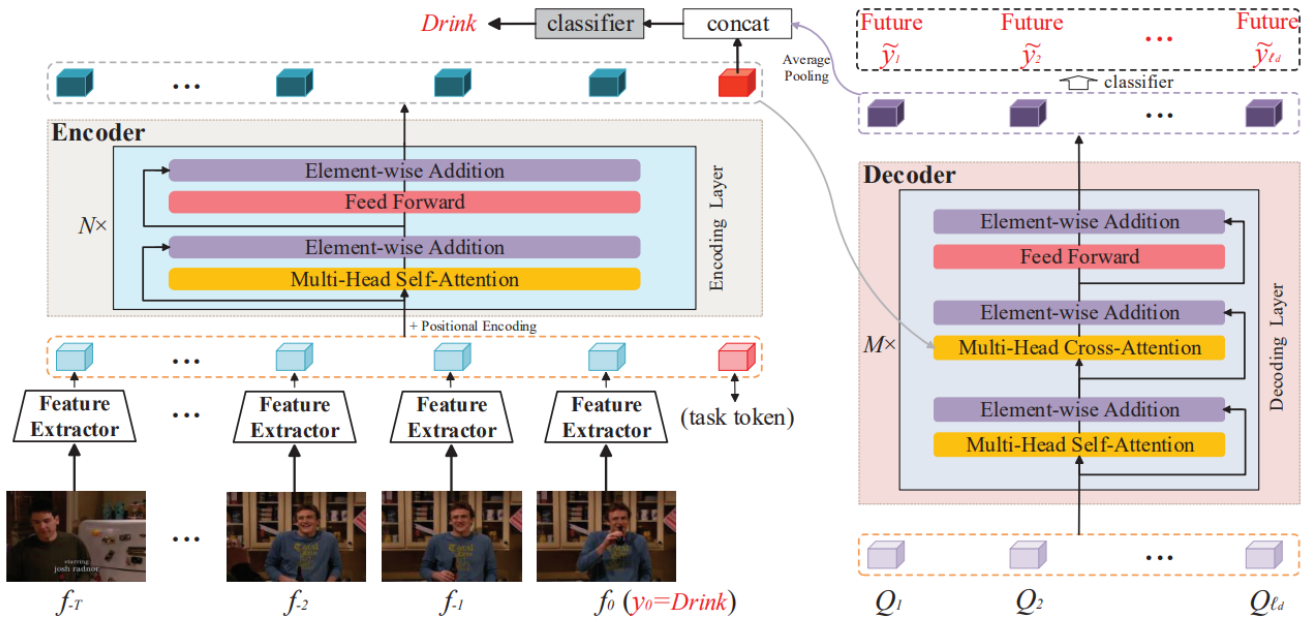 Drink
classifier
concat
Average
Pooling
...
Encoder
Element-wise Addition
Feed Forward
N×
Element-wise Addition
Multi-Head Self-Attention
Encoding Layer
+ Positional Encoding
...
Feature
Extractor
...
Feature
Extractor
Feature
Extractor
Feature
Extractor
(task token)
starring
josh radnor
...
f-T
f-2
f-1
f0 (y0=Drink)
Future Future ... Future
ỹ1 ỹ2 ỹℓd
classifier
...
Decoder
Element-wise Addition
Feed Forward
Element-wise Addition
M×
Multi-Head Cross-Attention
Element-wise Addition
Multi-Head Self-Attention
Decoding Layer
...
Q1 Q2 Qℓd